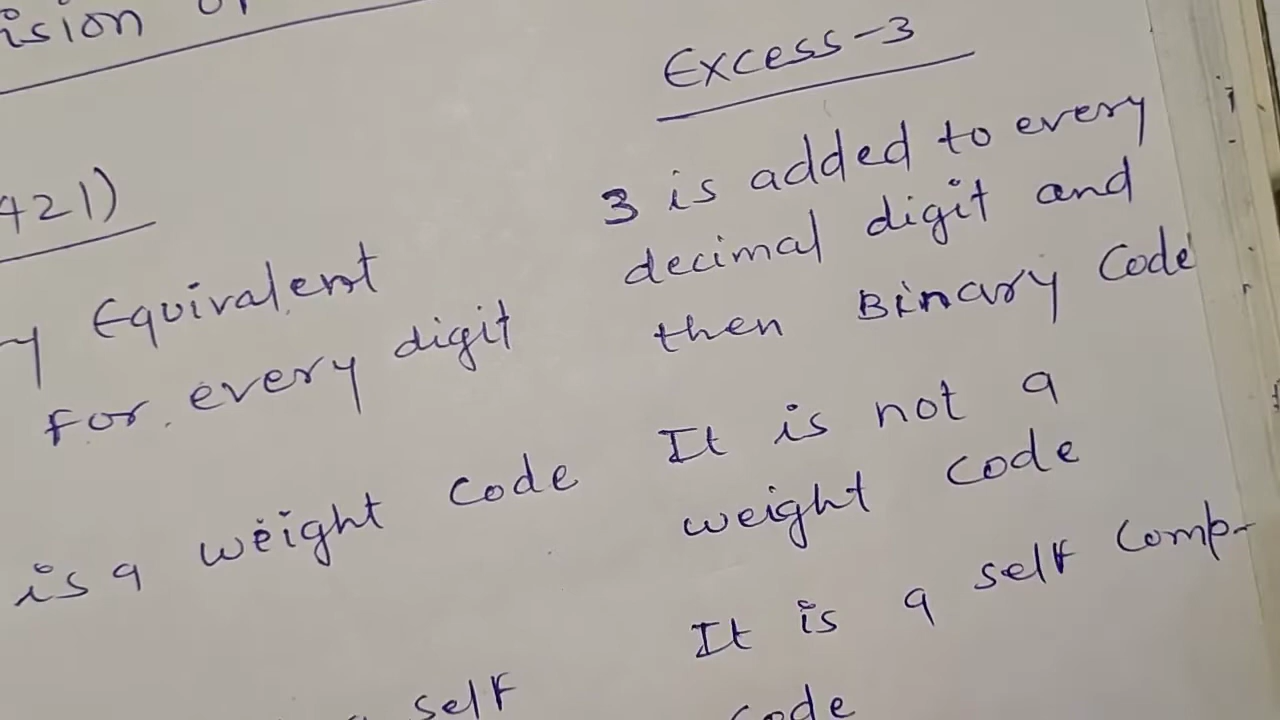 ision of
421)
y Equivalent
For every digit
is a weight code
self
Excess-3
3 is added to every
decimal digit and
then Binary Code
It is not a
weight code
It is a self comp-
code